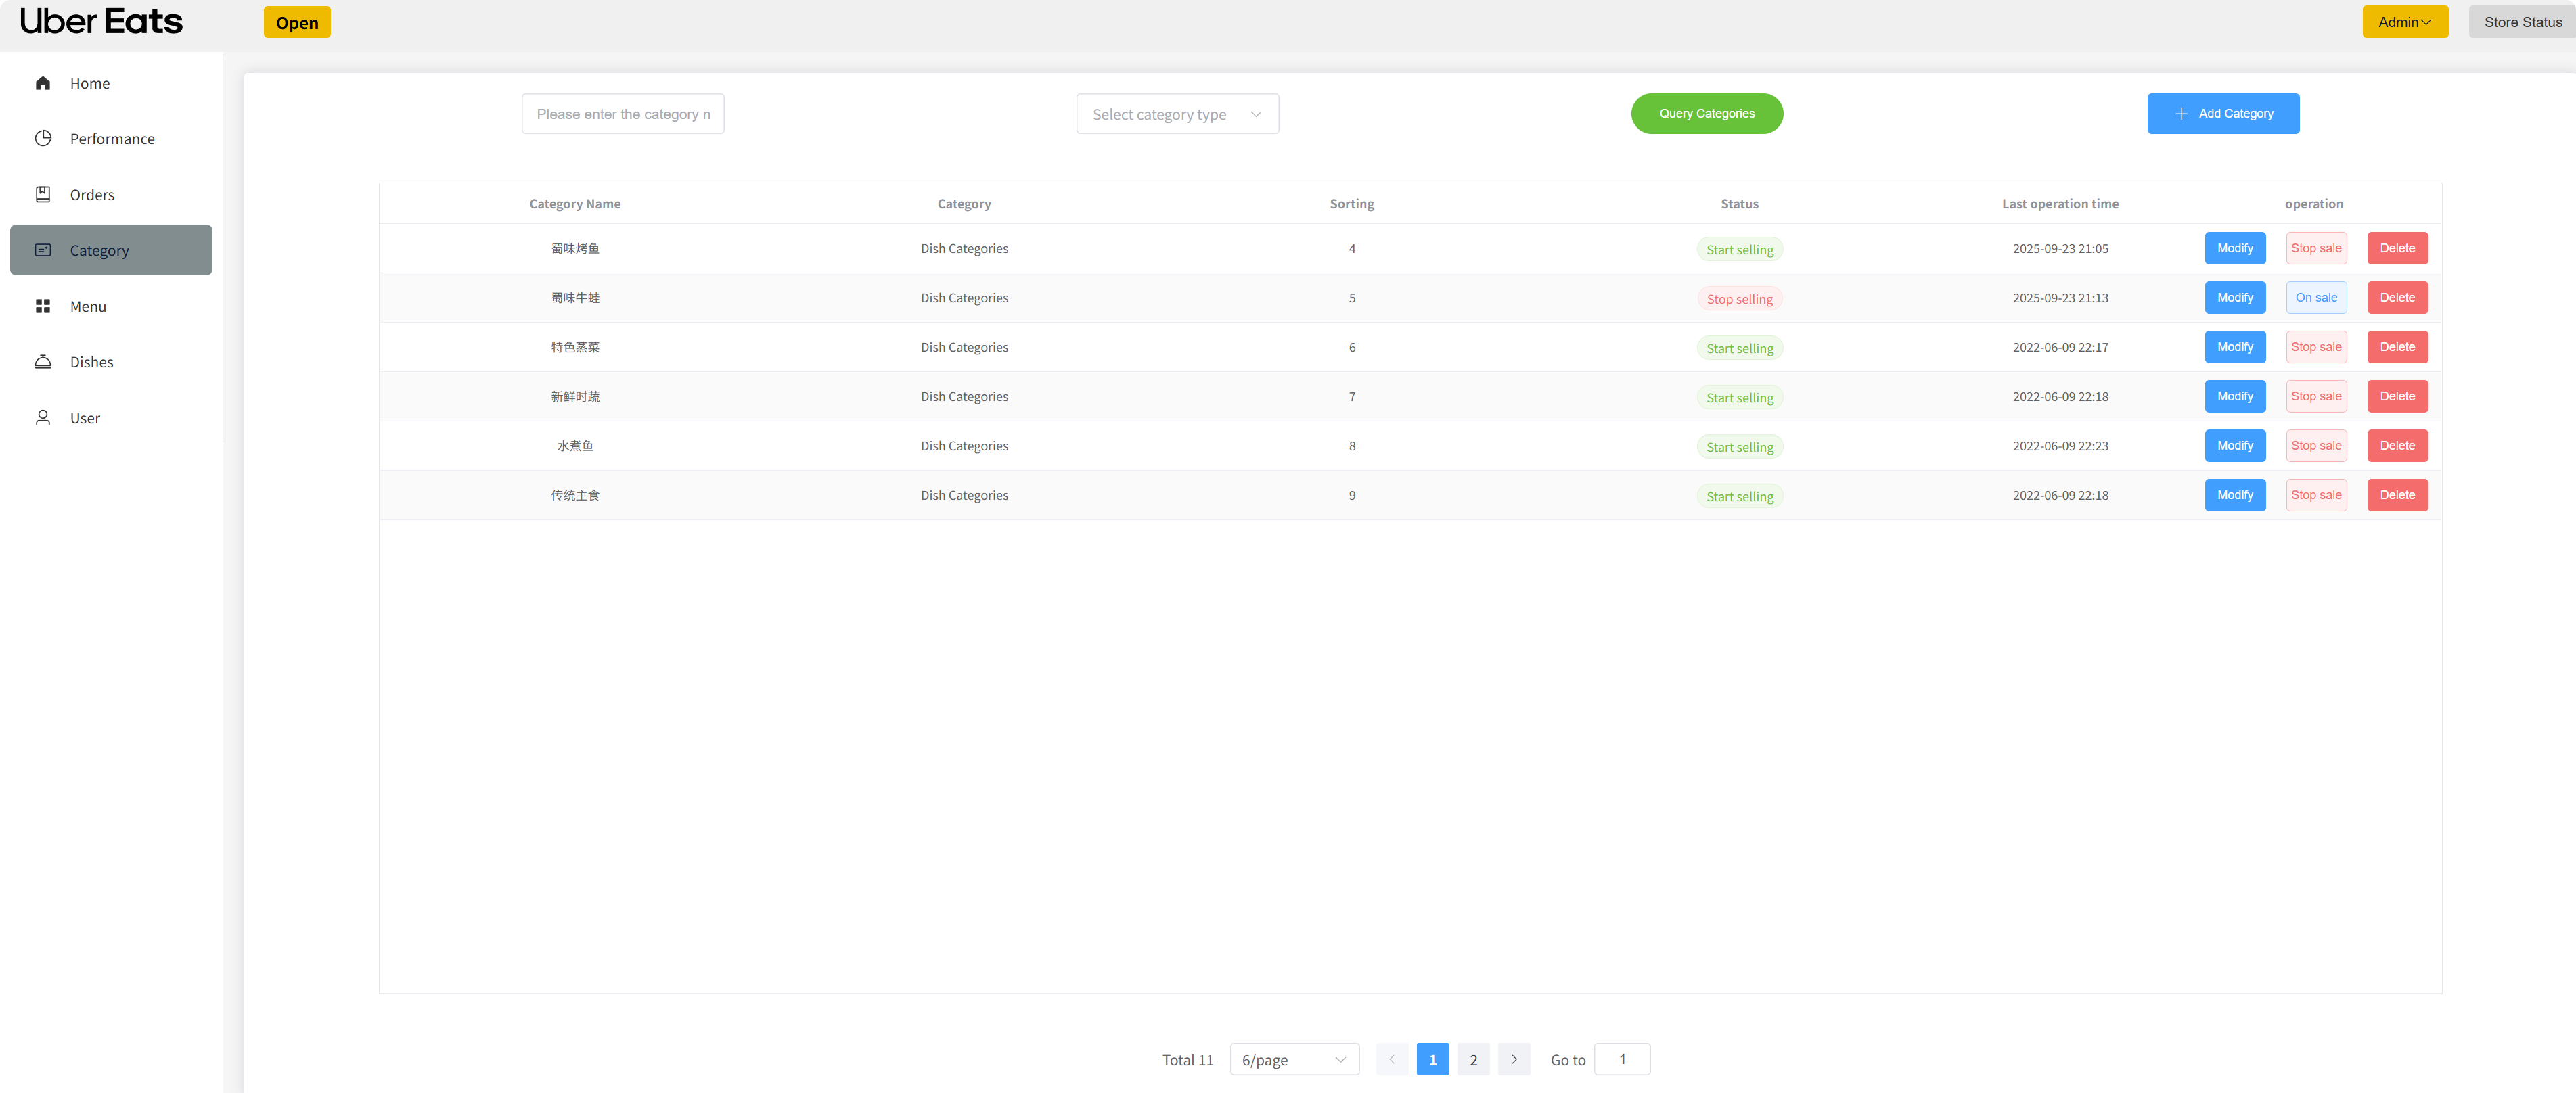 Uber Eats
Open
Admin
Store Status
Home
Performance
Orders
Category
Menu
Dishes
User
Please enter the category n
Select category type
Query Categories
Add Category
Category Name Category Sorting Status Last operation time operation
蜀味烤鱼 Dish Categories 4 Start selling 2025-09-23 21:05 Modify Stop sale Delete
蜀味牛蛙 Dish Categories 5 Stop selling 2025-09-23 21:13 Modify On sale Delete
特色蒸菜 Dish Categories 6 Start selling 2022-06-09 22:17 Modify Stop sale Delete
新鲜时蔬 Dish Categories 7 Start selling 2022-06-09 22:18 Modify Stop sale Delete
水煮鱼 Dish Categories 8 Start selling 2022-06-09 22:23 Modify Stop sale Delete
传统主食 Dish Categories 9 Start selling 2022-06-09 22:18 Modify Stop sale Delete
Total 11 6/page 1 2 Go to 1